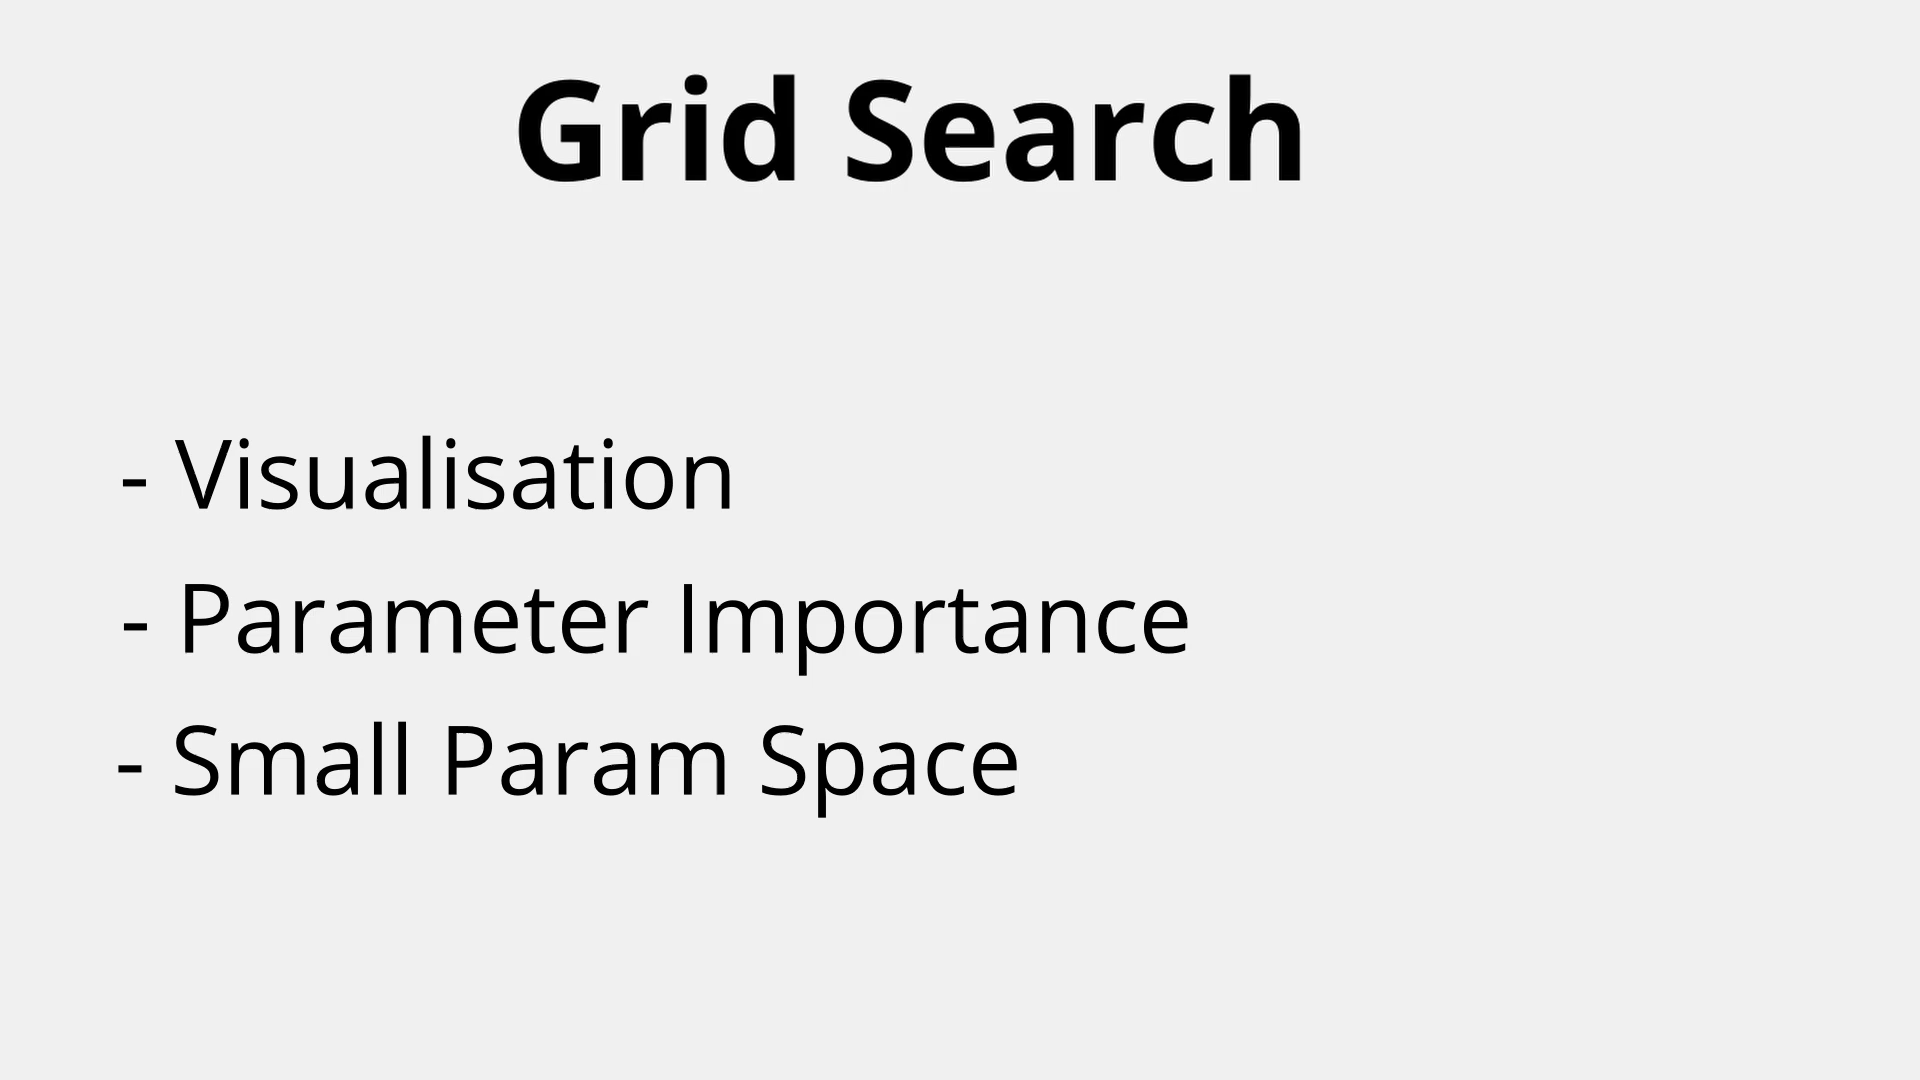 Grid Search
- Visualisation
- Parameter Importance
- Small Param Space